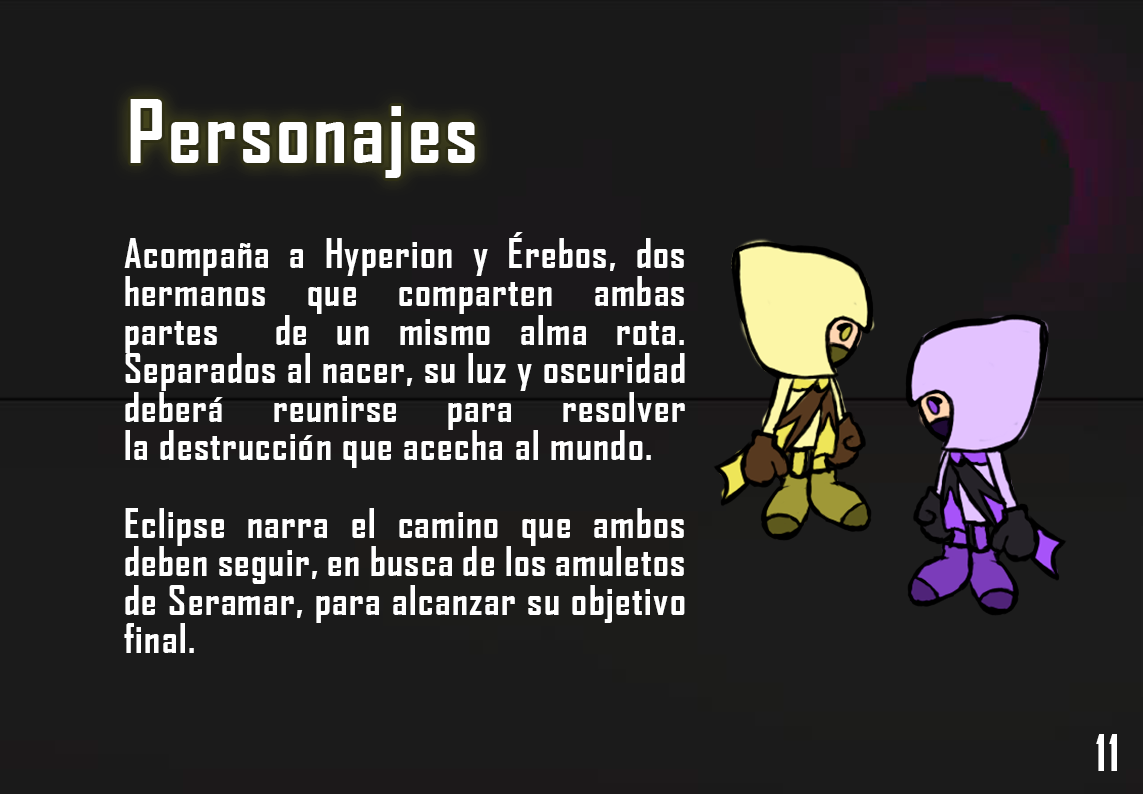 Personajes
Acompaña a Hyperion y Érebos, dos
hermanos que comparten ambas
partes de un mismo alma rota.
Separados al nacer, su luz y oscuridad
deberá reunirse para resolver
la destrucción que acecha al mundo.
Eclipse narra el camino que ambos
deben seguir, en busca de los amuletos
de Seramar, para alcanzar su objetivo
final.
11